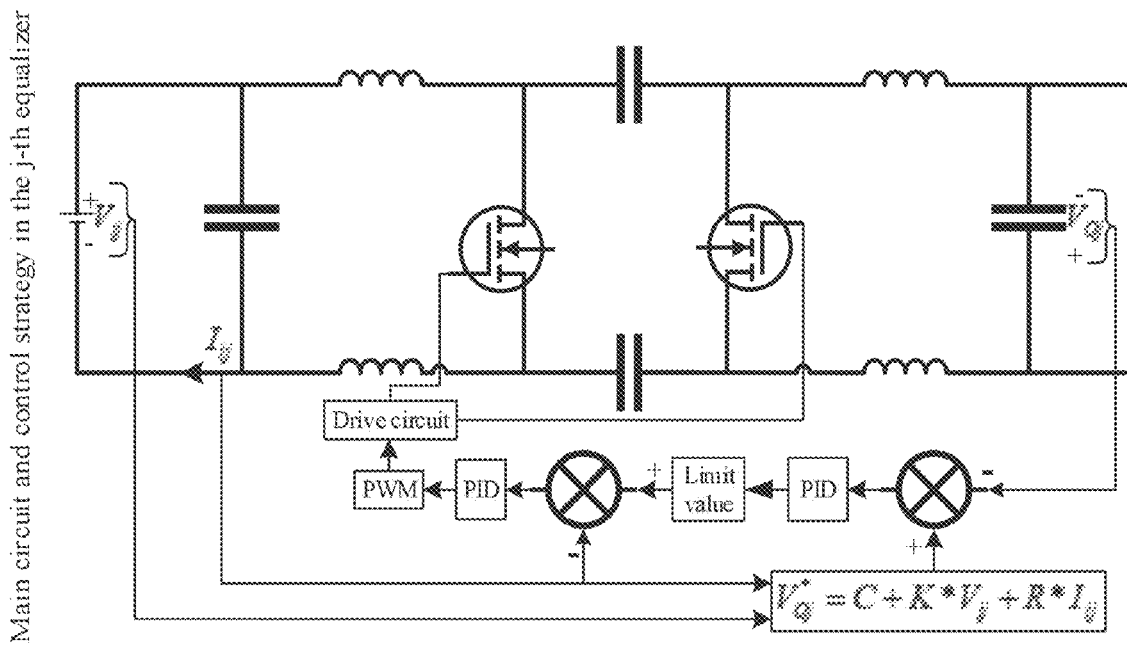 Main circuit and control strategy in the j-th equalizer
+
V_ij
-
I_ij
-
V_Qj
+
Drive circuit
PWM
PID
+
-
Limit value
PID
-
+
V*_Qj = C + K * V_ij + R * I_ij